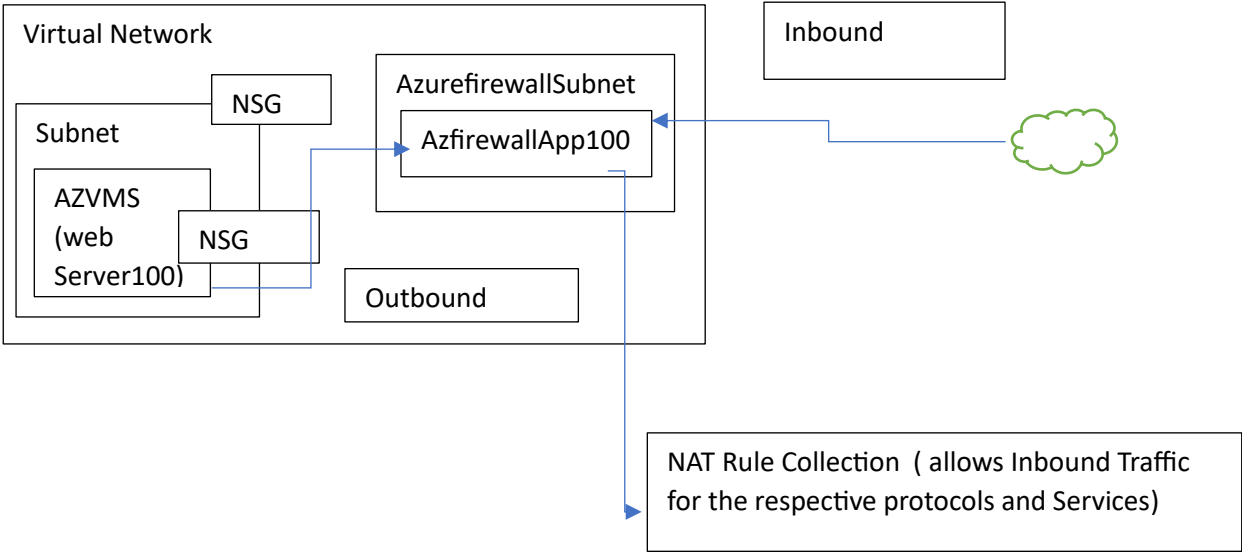 Virtual Network
Inbound
AzurefirewallSubnet
NSG
Subnet
AzfirewallApp100
AZVMS
(web
Server100)
NSG
Outbound
NAT Rule Collection ( allows Inbound Traffic
for the respective protocols and Services)